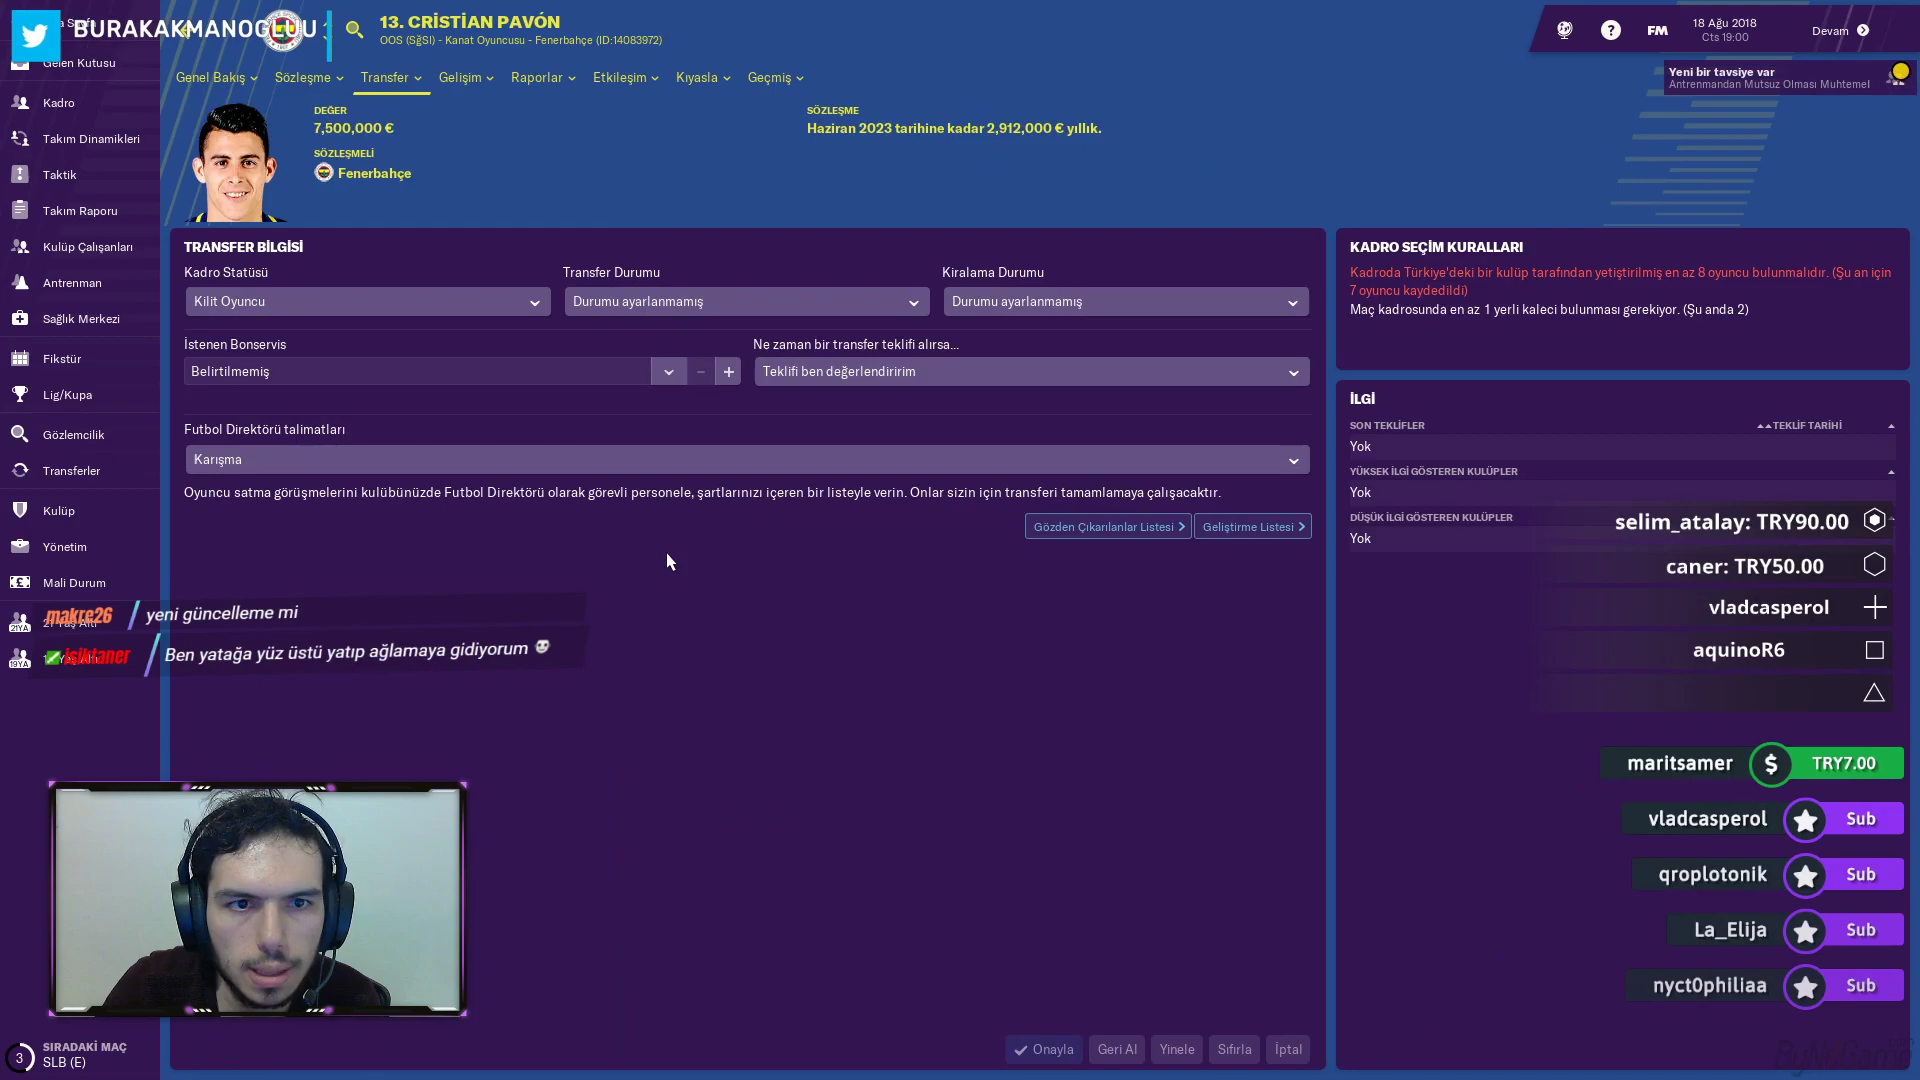 BURAKAKMANOGLUU
13. CRİSTİAN PAVÓN
OOS (SğSl) - Kanat Oyuncusu - Fenerbahçe (ID:14083972)
FM
18 Ağu 2018
Cts 19:00
Devam
Yeni bir tavsiye var
Antrenmandan Mutsuz Olması Muhtemel
Genel Bakış
Sözleşme
Transfer
Gelişim
Raporlar
Etkileşim
Kıyasla
Geçmiş
Gelen Kutusu
Kadro
Takım Dinamikleri
Taktik
Takım Raporu
Kulüp Çalışanları
Antrenman
Sağlık Merkezi
Fikstür
Lig/Kupa
Gözlemcilik
Transferler
Kulüp
Yönetim
Mali Durum
21YA
19YA
DEĞER
7,500,000 €
SÖZLEŞMELİ
Fenerbahçe
SÖZLEŞME
Haziran 2023 tarihine kadar 2,912,000 € yıllık.
TRANSFER BİLGİSİ
Kadro Statüsü
Transfer Durumu
Kiralama Durumu
Kilit Oyuncu
Durumu ayarlanmamış
Durumu ayarlanmamış
İstenen Bonservis
Ne zaman bir transfer teklifi alırsa...
Belirtilmemiş
Teklifi ben değerlendiririm
Futbol Direktörü talimatları
Karışma
Oyuncu satma görüşmelerini kulübünüzde Futbol Direktörü olarak görevli personele, şartlarınızı içeren bir listeyle verin. Onlar sizin için transferi tamamlamaya çalışacaktır.
Gözden Çıkarılanlar Listesi
Geliştirme Listesi
KADRO SEÇİM KURALLARI
Kadroda Türkiye'deki bir kulüp tarafından yetiştirilmiş en az 8 oyuncu bulunmalıdır. (Şu an için
7 oyuncu kaydedildi)
Maç kadrosunda en az 1 yerli kaleci bulunması gerekiyor. (Şu anda 2)
İLGİ
SON TEKLİFLER
TEKLİF TARİHİ
Yok
YÜKSEK İLGİ GÖSTEREN KULÜPLER
Yok
DÜŞÜK İLGİ GÖSTEREN KULÜPLER
Yok
selim_atalay: TRY90.00
caner: TRY50.00
vladcasperol
aquinoR6
maritsamer $ TRY7.00
vladcasperol Sub
qroplotonik Sub
La_Elija Sub
nyct0philiaa Sub
makre26 yeni güncelleme mi
işiktaner Ben yatağa yüz üstü yatıp ağlamaya gidiyorum
3
SIRADAKİ MAÇ
SLB (E)
Onayla
Geri Al
Yinele
Sıfırla
İptal